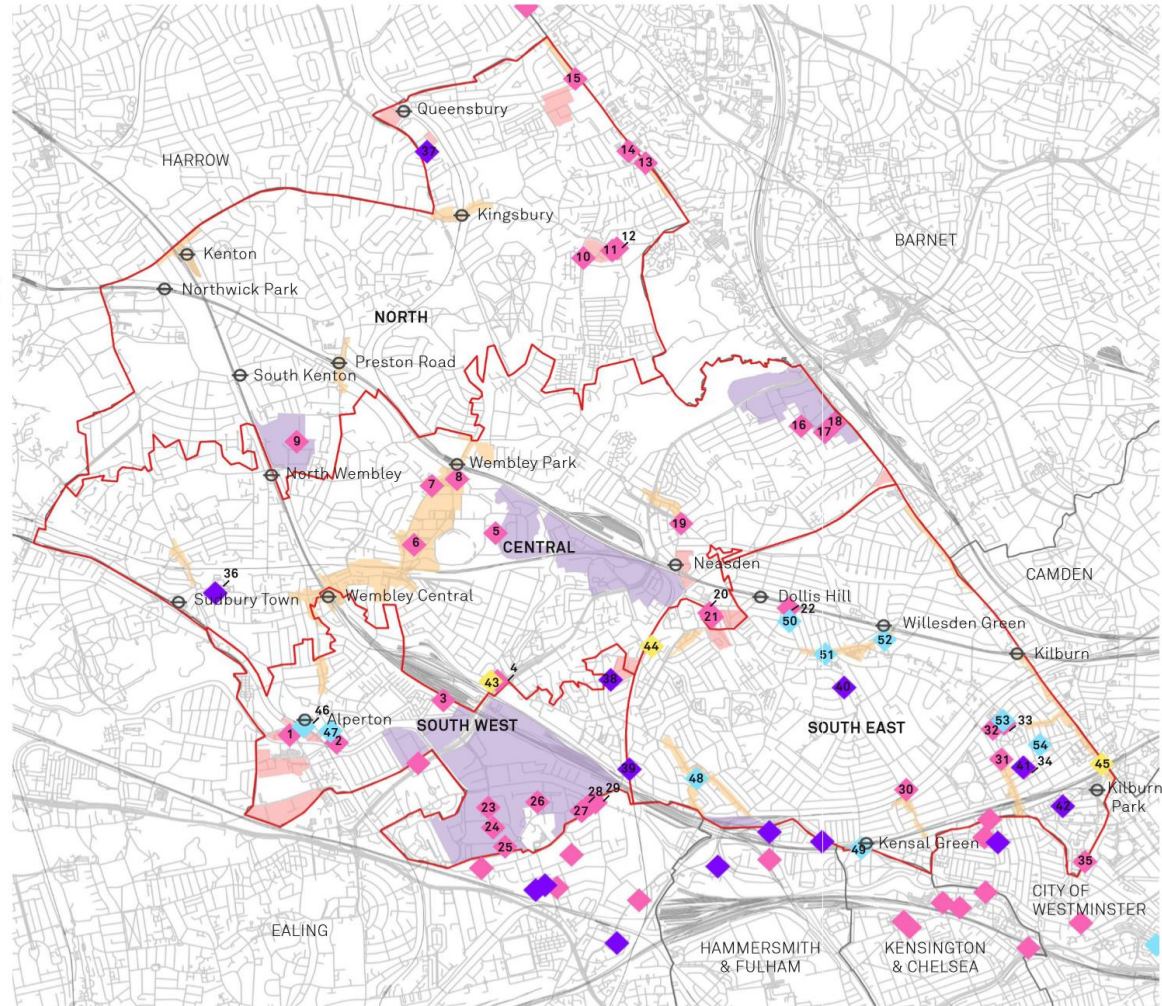 15
Queensbury
37
14
13
HARROW
Kingsbury
12
11
10
BARNET
Kenton
Northwick Park
NORTH
Preston Road
South Kenton
18
16
17
9
Wembley Park
North Wembley
8
7
19
5
6
CENTRAL
Neasden
36
CAMDEN
Sudbury Town
Wembley Central
20
Dollis Hill
22
21
50
Willesden Green
52
44
51
Kilburn
4
43
38
40
3
46
Alperton
53
33
SOUTH WEST
SOUTH EAST
47
32
1
2
54
31
34
45
39
41
48
Kilburn
Park
30
28
29
26
23
27
42
24
25
49
Kensal Green
35
CITY OF
WESTMINSTER
EALING
HAMMERSMITH
& FULHAM
KENSINGTON
& CHELSEA